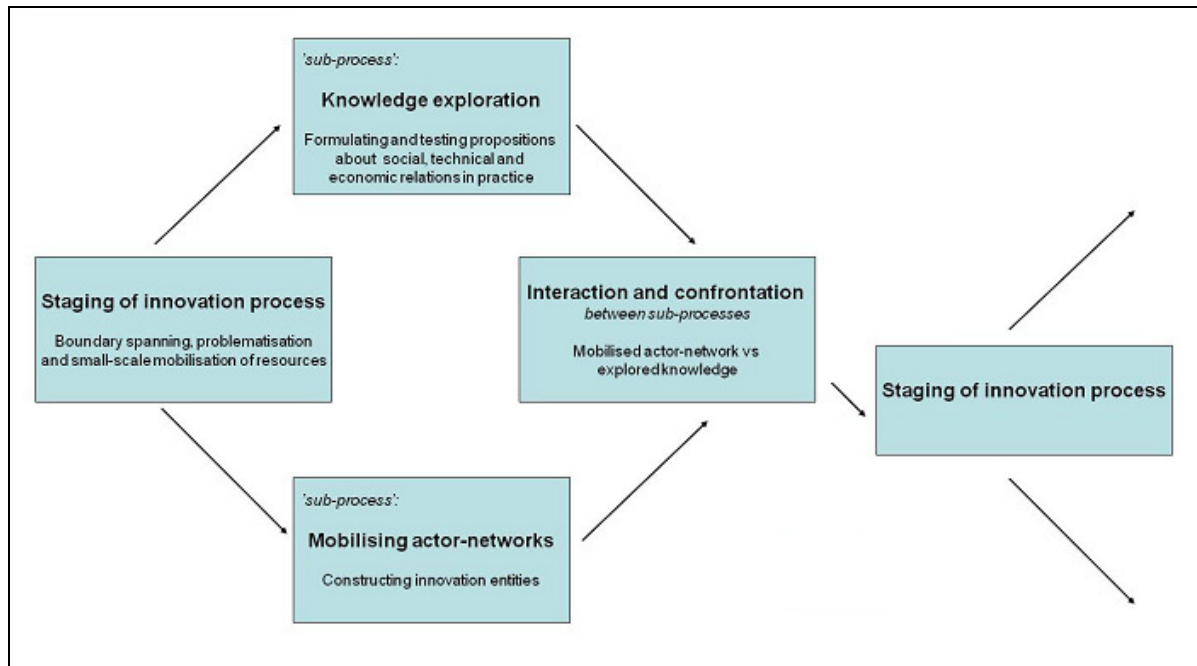 'sub-process':
Knowledge exploration
Formulating and testing propositions
about social, technical and
economic relations in practice
Staging of innovation process
Boundary spanning, problematisation
and small-scale mobilisation of resources
Interaction and confrontation
between sub-processes
Mobilised actor-network vs
explored knowledge
Staging of innovation process
'sub-process':
Mobilising actor-networks
Constructing innovation entities